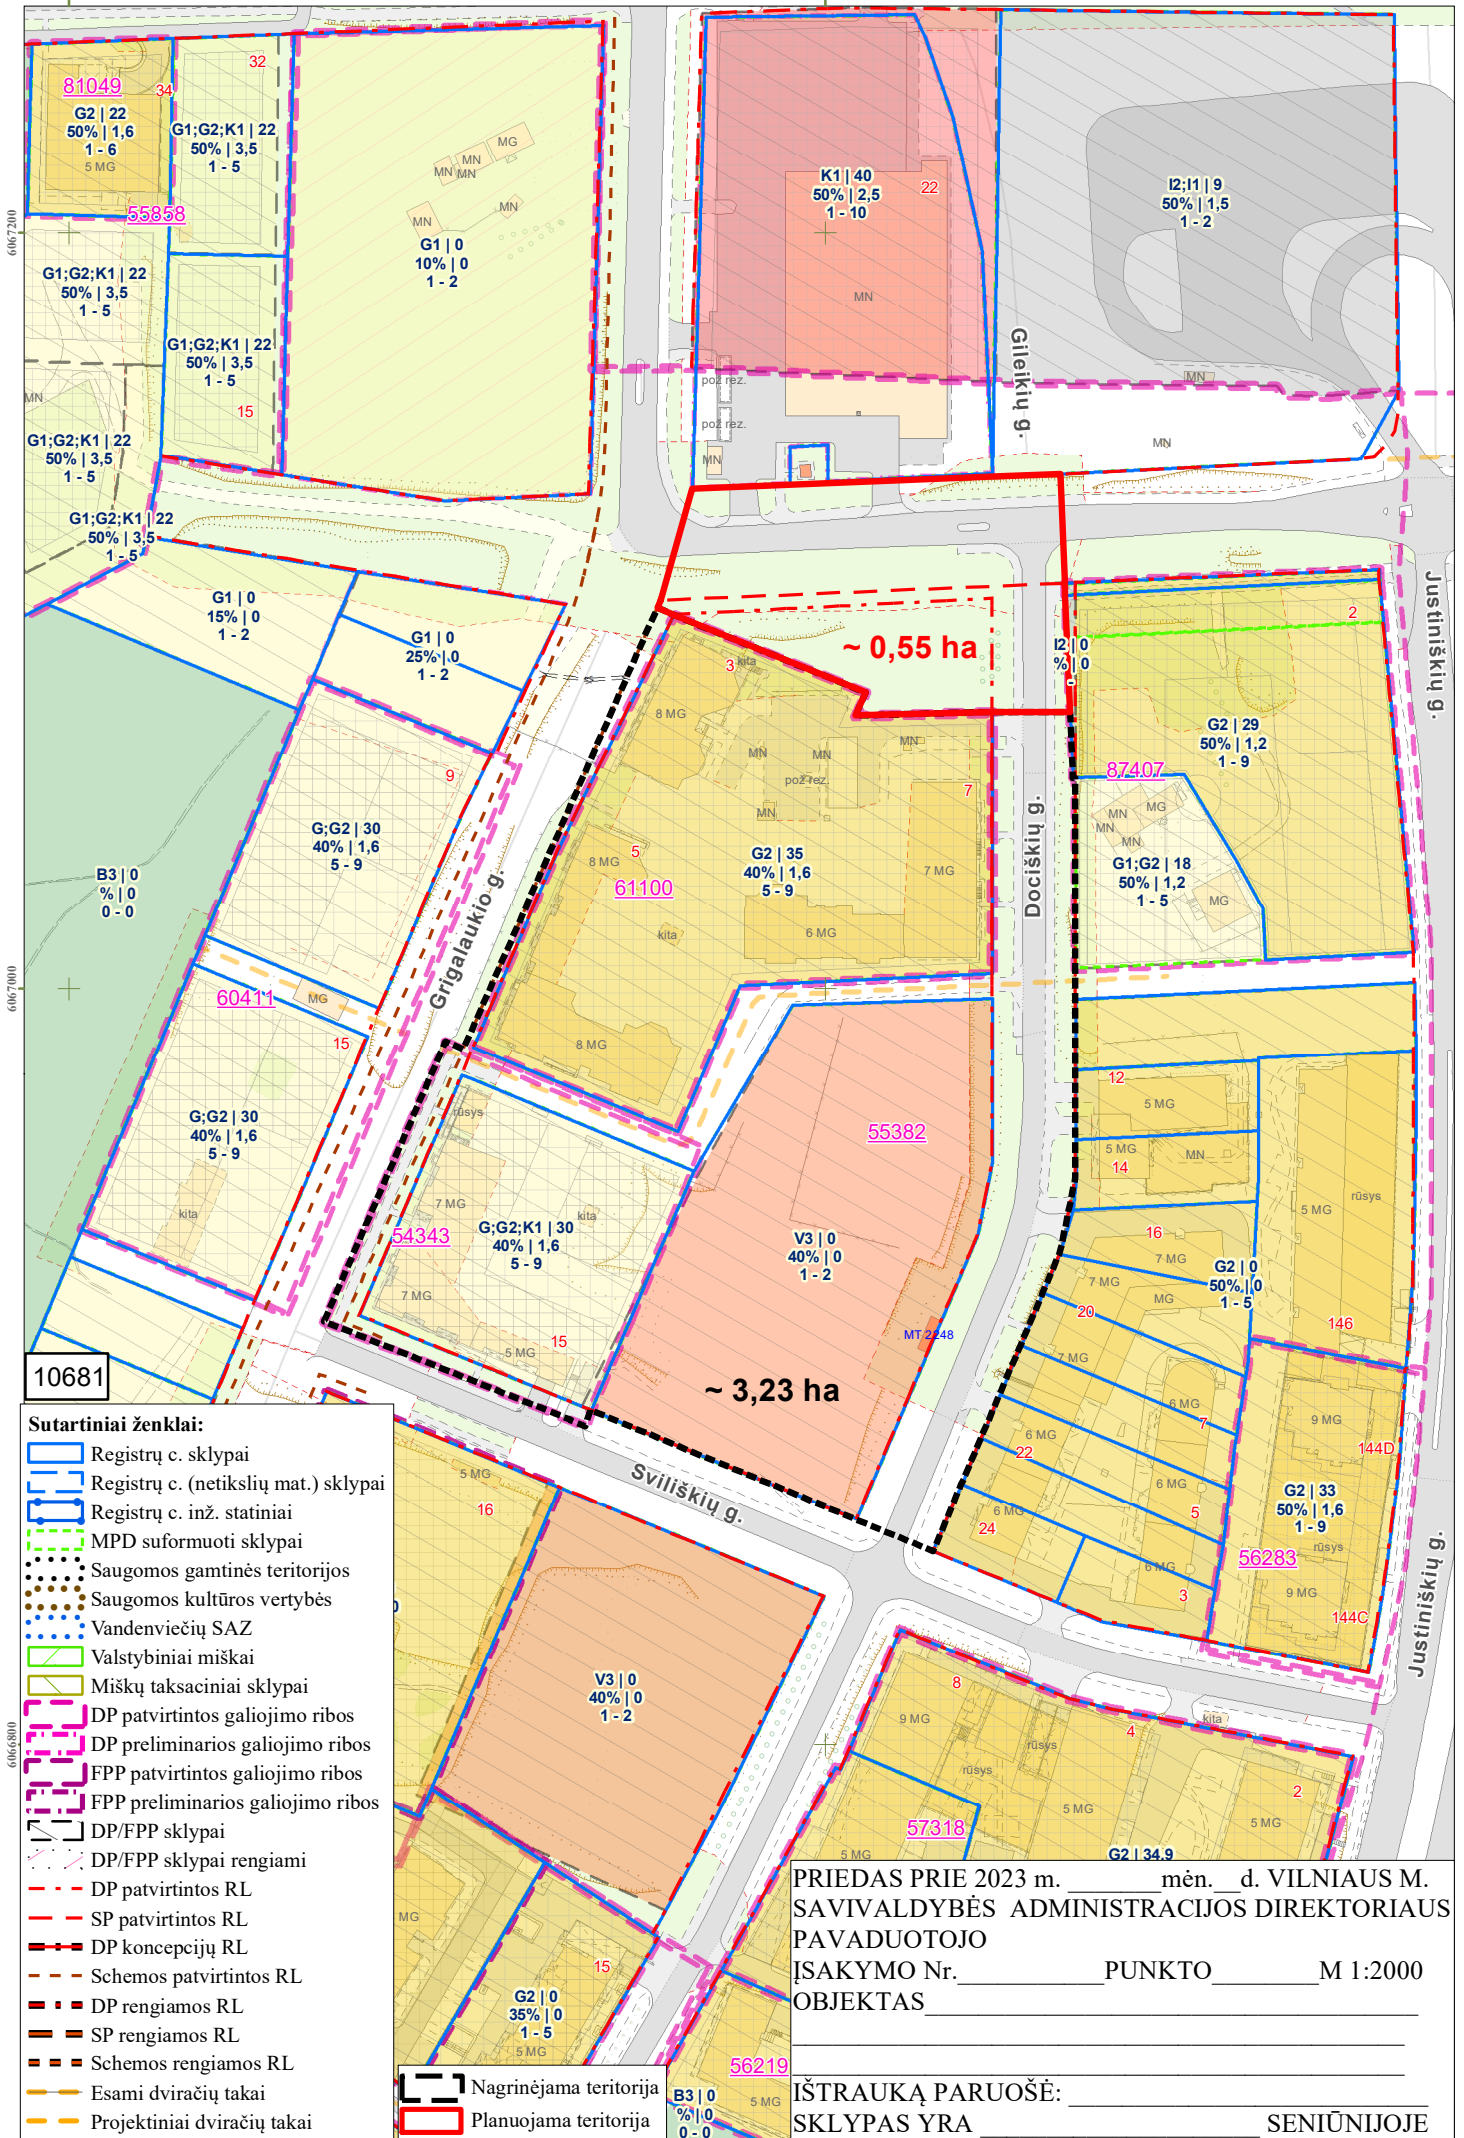 32
81049
34
G2 | 22
50% | 1,6
1 - 6
5 MG
G1;G2;K1 | 22
50% | 3,5
1 - 5
55858
MG
MN
MN
MN
MN
MN
MN
G1 | 0
10% | 0
1 - 2
K1 | 40
50% | 2,5
1 - 10
22
MN
I2;I1 | 9
50% | 1,5
1 - 2
6067200
G1;G2;K1 | 22
50% | 3,5
1 - 5
G1;G2;K1 | 22
50% | 3,5
1 - 5
15
MN
Gileikių g.
pož rez.
pož rez.
MN
MN
MN
G1;G2;K1 | 22
50% | 3,5
1 - 5
G1;G2;K1 | 22
50% | 3,5
1 - 5
G1 | 0
15% | 0
1 - 2
G1 | 0
25% | 0
1 - 2
~ 0,55 ha
I2 | 0
% | 0
-
2
Justiniškių g.
3
kita
8 MG
MN
MN
MN
pož rez.
MN
7
G2 | 29
50% | 1,2
1 - 9
87407
MN
MG
MN
MN
G1;G2 | 18
50% | 1,2
1 - 5
MG
9
G;G2 | 30
40% | 1,6
5 - 9
B3 | 0
% | 0
0 - 0
8 MG
5
61100
G2 | 35
40% | 1,6
5 - 9
7 MG
kita
6 MG
Dociškių g.
Grigalaukio g.
6067000
60411
MG
15
8 MG
G;G2 | 30
40% | 1,6
5 - 9
kita
rūsys
7 MG
54343
G;G2;K1 | 30
40% | 1,6
5 - 9
kita
7 MG
5 MG
15
55382
V3 | 0
40% | 0
1 - 2
MT 2248
~ 3,23 ha
12
5 MG
5 MG
14
MN
16
7 MG
7 MG
MG
20
7 MG
G2 | 0
50% | 0
1 - 5
rūsys
5 MG
146
6 MG
7
6 MG
22
6 MG
5
6 MG
24
6 MG
3
9 MG
144D
G2 | 33
50% | 1,6
1 - 9
rūsys
56283
9 MG
144C
Justiniškių g.
Sviliškių g.
10681
5 MG
16
V3 | 0
40% | 0
1 - 2
6066800
8
9 MG
4
kita
rūsys
rūsys
2
5 MG
5 MG
57318
5 MG
G2 | 34,9
MG
15
G2 | 0
35% | 0
1 - 5
5 MG
56219
5 MG
B3 | 0
% | 0
0 - 0
Sutartiniai ženklai:
Registrų c. sklypai
Registrų c. (netikslių mat.) sklypai
Registrų c. inž. statiniai
MPD suformuoti sklypai
Saugomos gamtinės teritorijos
Saugomos kultūros vertybės
Vandenviečių SAZ
Valstybiniai miškai
Miškų taksaciniai sklypai
DP patvirtintos galiojimo ribos
DP preliminarios galiojimo ribos
FPP patvirtintos galiojimo ribos
FPP preliminarios galiojimo ribos
DP/FPP sklypai
DP/FPP sklypai rengiami
DP patvirtintos RL
SP patvirtintos RL
DP koncepcijų RL
Schemos patvirtintos RL
DP rengiamos RL
SP rengiamos RL
Schemos rengiamos RL
Esami dviračių takai
Projektiniai dviračių takai
Nagrinėjama teritorija
Planuojama teritorija
PRIEDAS PRIE 2023 m. _______mėn.__d. VILNIAUS M.
SAVIVALDYBĖS ADMINISTRACIJOS DIREKTORIAUS
PAVADUOTOJO
ĮSAKYMO Nr.___________PUNKTO________M 1:2000
OBJEKTAS_____________________________________
IŠTRAUKĄ PARUOŠĖ: ___________________________
SKLYPAS YRA _____________________ SENIŪNIJOJE